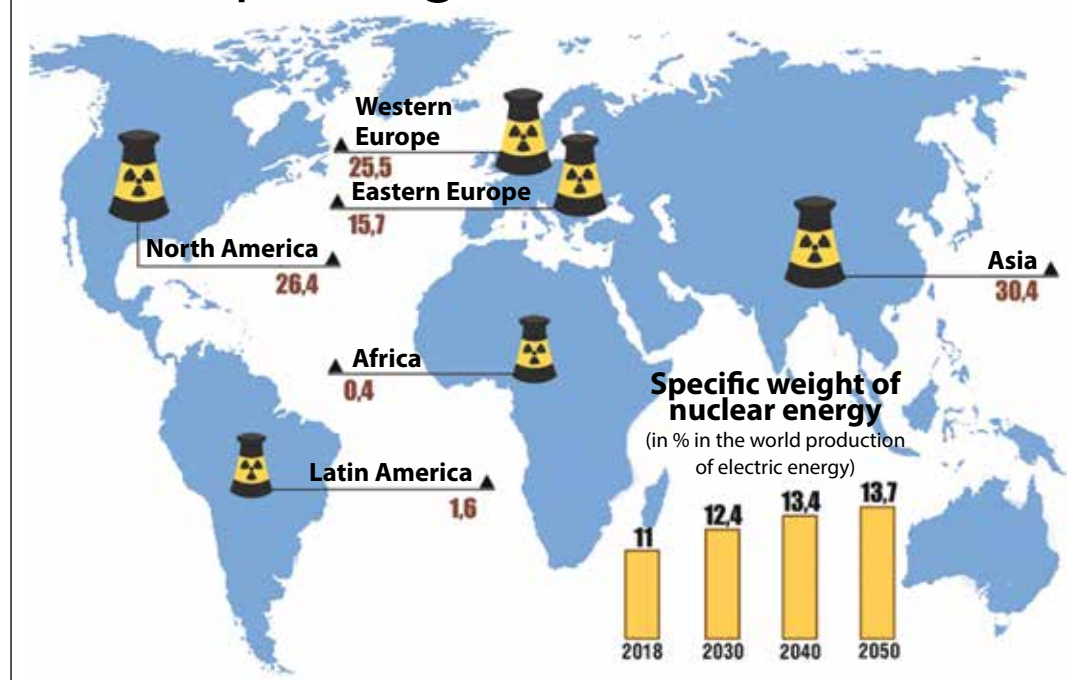 Western
Europe
25,5
Eastern Europe
15,7
North America
26,4
Asia
30,4
Africa
0,4
Latin America
1,6
Specific weight of
nuclear energy
(in % in the world production
of electric energy)
11
12,4
13,4
13,7
2018
2030
2040
2050